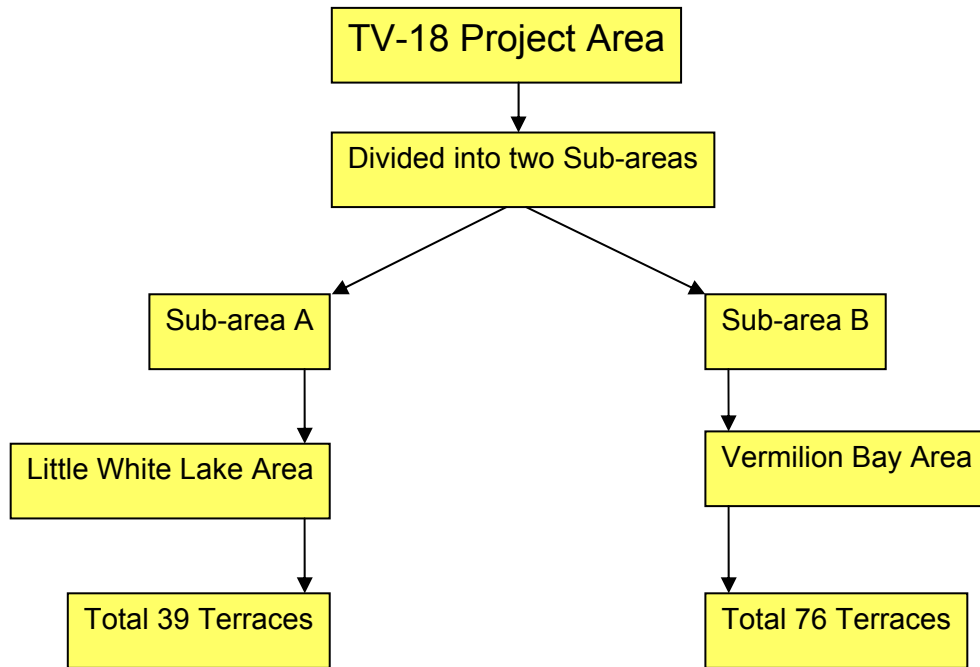 TV-18 Project Area
Divided into two Sub-areas
Sub-area A
Sub-area B
Little White Lake Area
Vermilion Bay Area
Total 39 Terraces
Total 76 Terraces